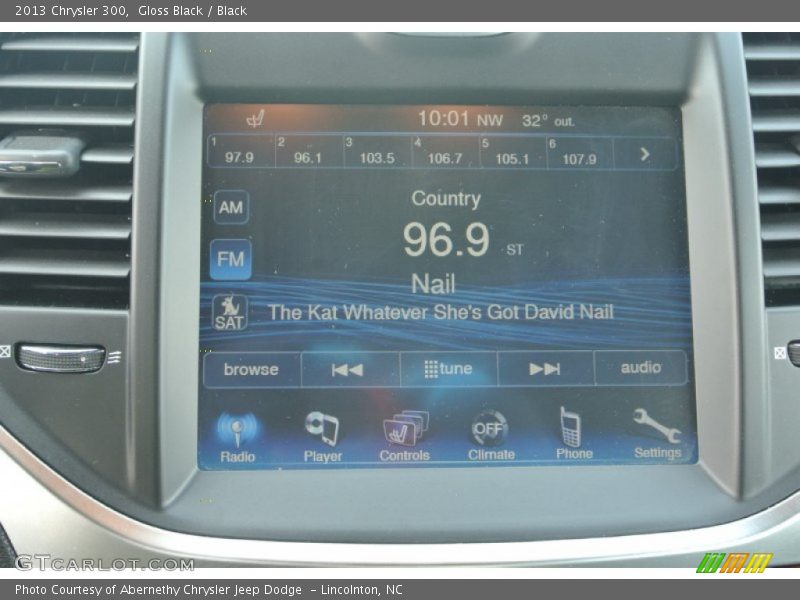 2013 Chrysler 300, Gloss Black / Black
10:01 NW 32° out.
1 97.9 2 96.1 3 103.5 4 106.7 5 105.1 6 107.9
AM
Country
96.9 ST
FM
Nail
SAT
The Kat Whatever She's Got David Nail
browse tune audio
OFF
Radio Player Controls Climate Phone Settings
GTcarlot.com
Photo Courtesy of Abernethy Chrysler Jeep Dodge - Lincolnton, NC